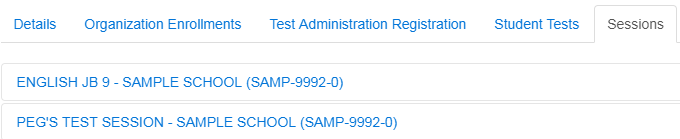 Details Organization Enrollments Test Administration Registration Student Tests Sessions
ENGLISH JB 9 - SAMPLE SCHOOL (SAMP-9992-0)
PEG'S TEST SESSION - SAMPLE SCHOOL (SAMP-9992-0)